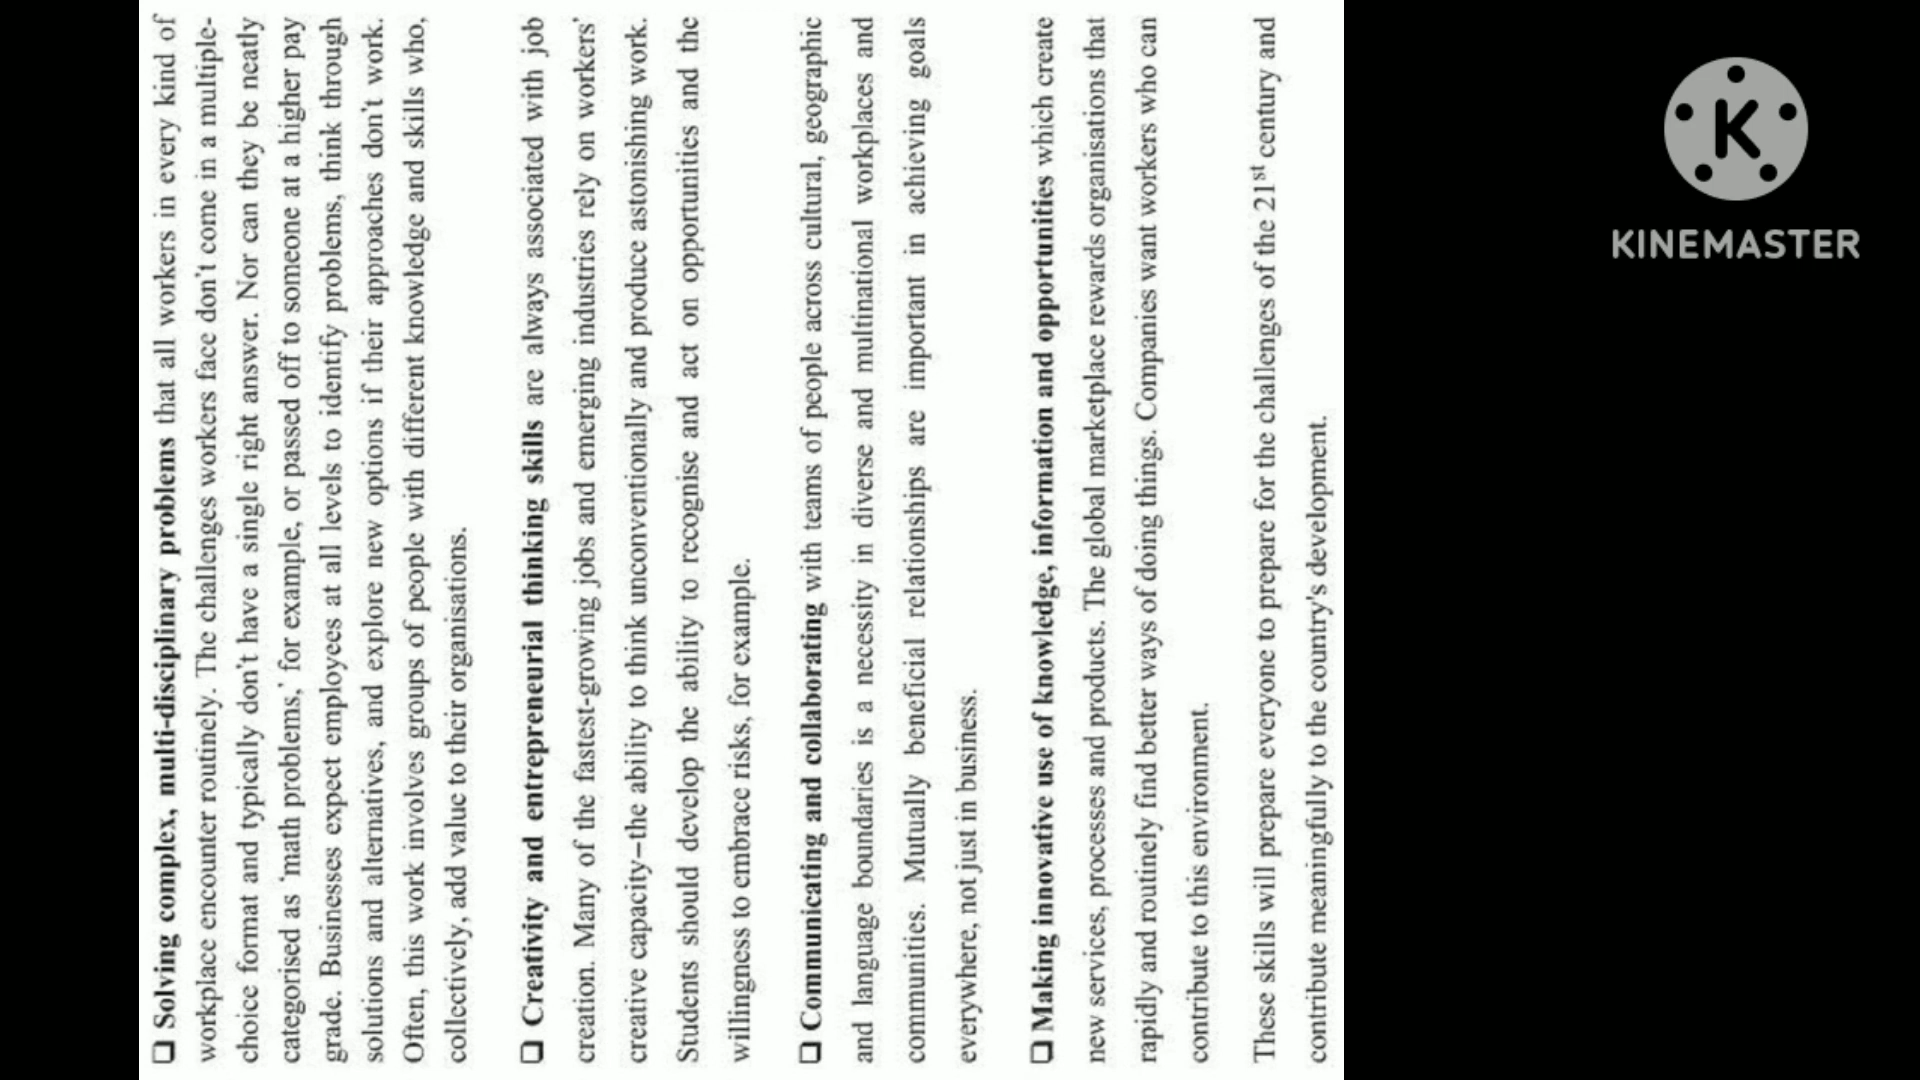 ❑ Solving complex, multi-disciplinary problems that all workers in every kind of
workplace encounter routinely. The challenges workers face don't come in a multiple-
choice format and typically don't have a single right answer. Nor can they be neatly
categorised as 'math problems,' for example, or passed off to someone at a higher pay
grade. Businesses expect employees at all levels to identify problems, think through
solutions and alternatives, and explore new options if their approaches don't work.
Often, this work involves groups of people with different knowledge and skills who,
collectively, add value to their organisations.
❑ Creativity and entrepreneurial thinking skills are always associated with job
creation. Many of the fastest-growing jobs and emerging industries rely on workers'
creative capacity–the ability to think unconventionally and produce astonishing work.
Students should develop the ability to recognise and act on opportunities and the
willingness to embrace risks, for example.
❑ Communicating and collaborating with teams of people across cultural, geographic
and language boundaries is a necessity in diverse and multinational workplaces and
communities. Mutually beneficial relationships are important in achieving goals
everywhere, not just in business.
❑ Making innovative use of knowledge, information and opportunities which create
new services, processes and products. The global marketplace rewards organisations that
rapidly and routinely find better ways of doing things. Companies want workers who can
contribute to this environment.
These skills will prepare everyone to prepare for the challenges of the 21st century and
contribute meaningfully to the country's development.
K
KINEMASTER